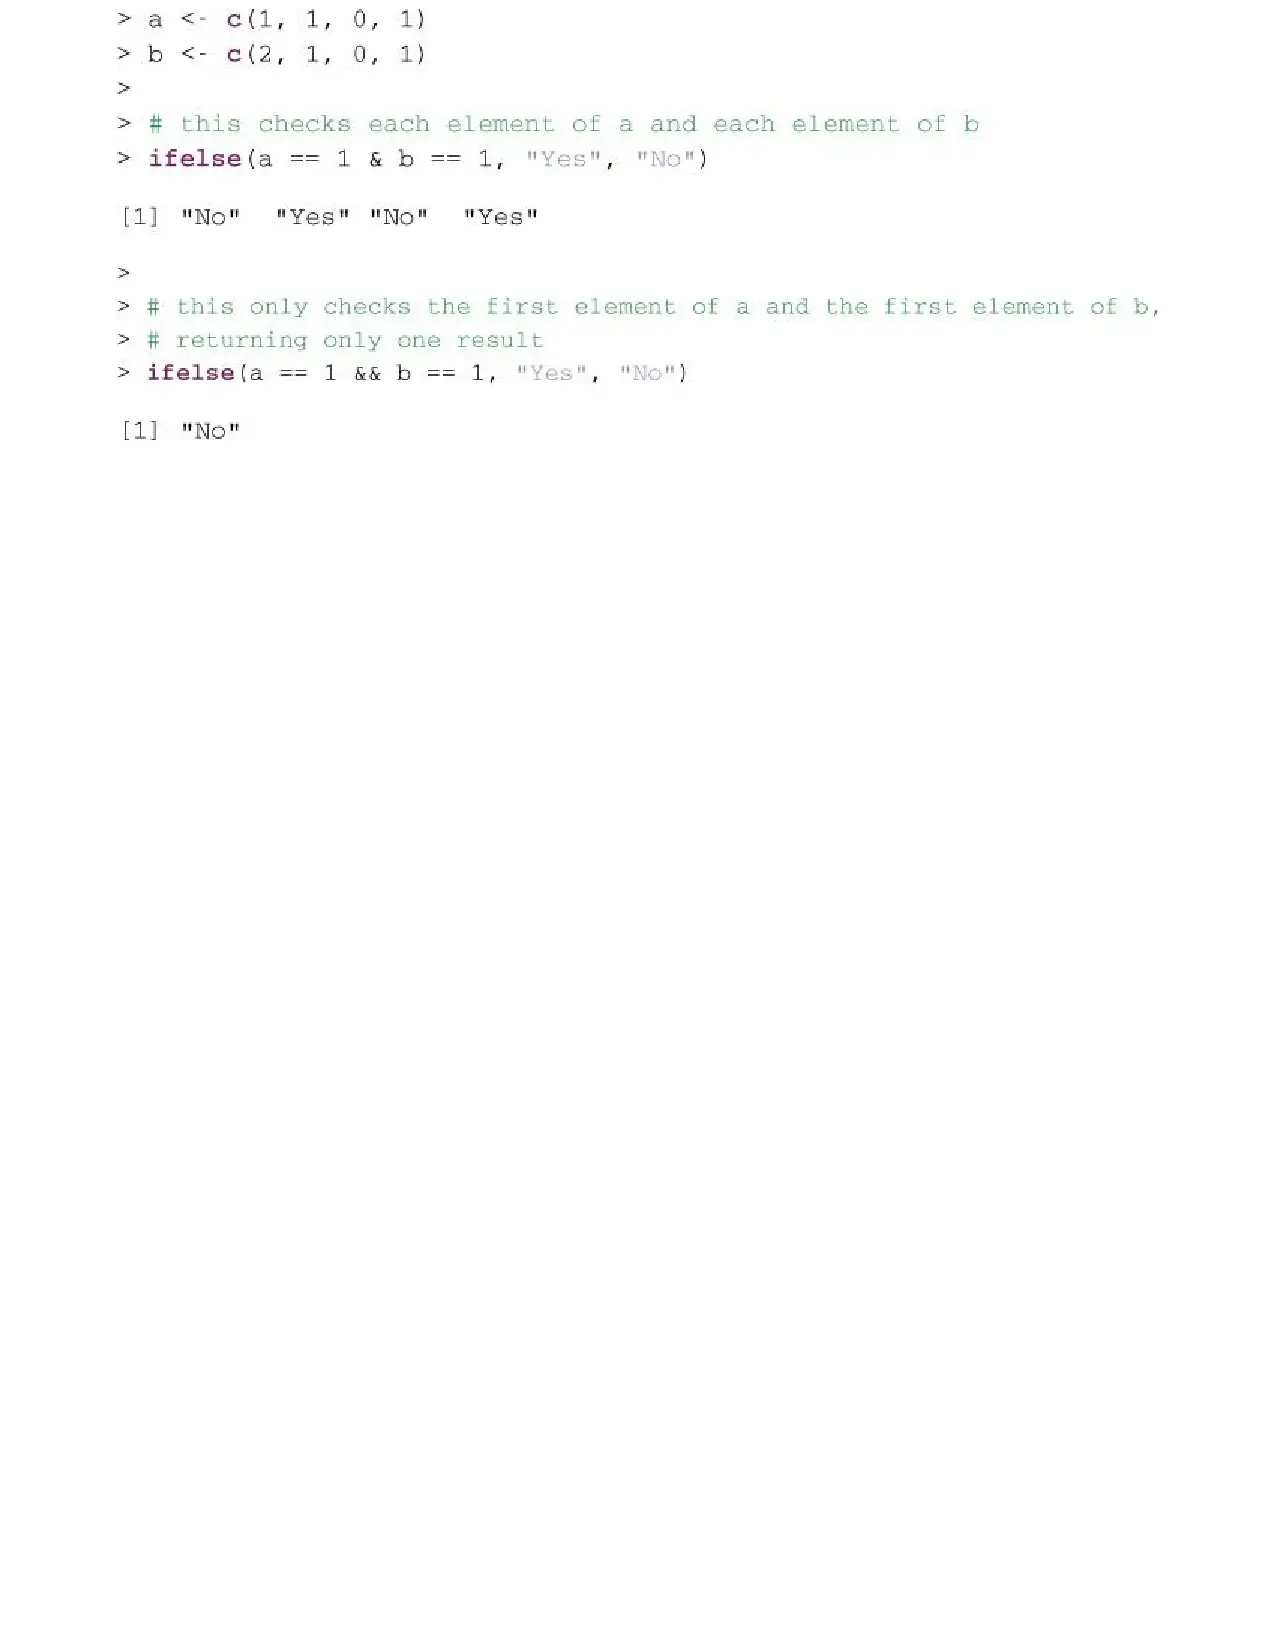 > a <- c(1, 1, 0, 1)
> b <- c(2, 1, 0, 1)
>
> # this checks each element of a and each element of b
> ifelse(a == 1 & b == 1, "Yes", "No")
[1] "No"  "Yes" "No"  "Yes"
>
> # this only checks the first element of a and the first element of b,
> # returning only one result
> ifelse(a == 1 && b == 1, "Yes", "No")
[1] "No"